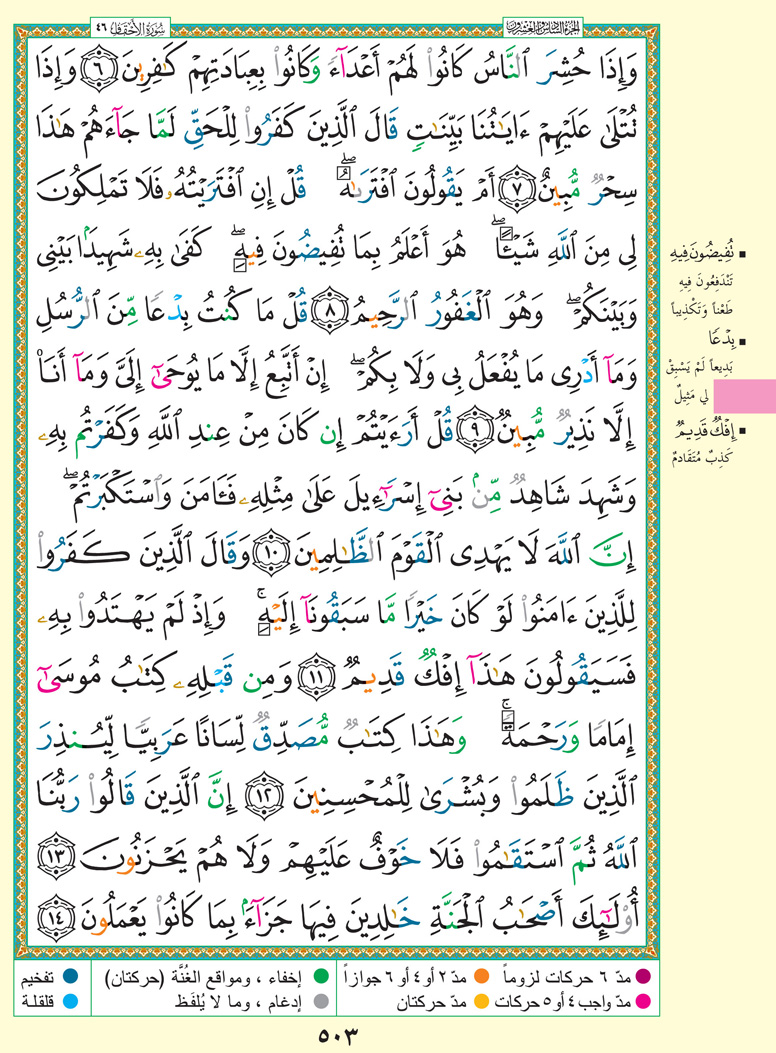 الجزء السادس والعشرون
سورة الأحقاف ٤٦
وَإِذَا حُشِرَ ٱلنَّاسُ كَانُوا۟ لَهُمْ أَعْدَآءً وَكَانُوا۟ بِعِبَادَتِهِمْ كَـٰفِرِينَ ٦ وَإِذَا
تُتْلَىٰ عَلَيْهِمْ ءَايَـٰتُنَا بَيِّنَـٰتٍ قَالَ ٱلَّذِينَ كَفَرُوا۟ لِلْحَقِّ لَمَّا جَآءَهُمْ هَـٰذَا
سِحْرٌ مُّبِينٌ ٧ أَمْ يَقُولُونَ ٱفْتَرَىٰهُ ۖ قُلْ إِنِ ٱفْتَرَيْتُهُۥ فَلَا تَمْلِكُونَ
لِى مِنَ ٱللَّهِ شَيْـًٔا ۖ هُوَ أَعْلَمُ بِمَا تُفِيضُونَ فِيهِ ۖ كَفَىٰ بِهِۦ شَهِيدًۢا بَيْنِى
وَبَيْنَكُمْ ۖ وَهُوَ ٱلْغَفُورُ ٱلرَّحِيمُ ٨ قُلْ مَا كُنتُ بِدْعًا مِّنَ ٱلرُّسُلِ
وَمَآ أَدْرِى مَا يُفْعَلُ بِى وَلَا بِكُمْ ۖ إِنْ أَتَّبِعُ إِلَّا مَا يُوحَىٰٓ إِلَىَّ وَمَآ أَنَا۠
إِلَّا نَذِيرٌ مُّبِينٌ ٩ قُلْ أَرَءَيْتُمْ إِن كَانَ مِنْ عِندِ ٱللَّهِ وَكَفَرْتُم بِهِۦ
وَشَهِدَ شَاهِدٌ مِّنۢ بَنِىٓ إِسْرَٰٓءِيلَ عَلَىٰ مِثْلِهِۦ فَـَٔامَنَ وَٱسْتَكْبَرْتُمْ ۖ
إِنَّ ٱللَّهَ لَا يَهْدِى ٱلْقَوْمَ ٱلظَّـٰلِمِينَ ١٠ وَقَالَ ٱلَّذِينَ كَفَرُوا۟
لِلَّذِينَ ءَامَنُوا۟ لَوْ كَانَ خَيْرًا مَّا سَبَقُونَآ إِلَيْهِ ۚ وَإِذْ لَمْ يَهْتَدُوا۟ بِهِۦ
فَسَيَقُولُونَ هَـٰذَآ إِفْكٌ قَدِيمٌ ١١ وَمِن قَبْلِهِۦ كِتَـٰبُ مُوسَىٰٓ
إِمَامًا وَرَحْمَةً ۚ وَهَـٰذَا كِتَـٰبٌ مُّصَدِّقٌ لِّسَانًا عَرَبِيًّا لِّيُنذِرَ
ٱلَّذِينَ ظَلَمُوا۟ وَبُشْرَىٰ لِلْمُحْسِنِينَ ١٢ إِنَّ ٱلَّذِينَ قَالُوا۟ رَبُّنَا
ٱللَّهُ ثُمَّ ٱسْتَقَـٰمُوا۟ فَلَا خَوْفٌ عَلَيْهِمْ وَلَا هُمْ يَحْزَنُونَ ١٣
أُو۟لَـٰٓئِكَ أَصْحَـٰبُ ٱلْجَنَّةِ خَـٰلِدِينَ فِيهَا جَزَآءًۢ بِمَا كَانُوا۟ يَعْمَلُونَ ١٤
■ تُفِيضُونَ فِيهِ
تَنْدَفِعُونَ فِيهِ
طَعْناً وَتَكْذِيباً
■ بِدْعًا
بَدِيعاً لَمْ يَسْبِقْ
لِي مَثِيلٌ
■ إِفْكٌ قَدِيمٌ
كَذِبٌ مُتَقَادِمٌ
مدّ ٦ حركات لزوماً ● مدّ ٢ أو ٤ أو ٦ جوازاً ● إخفاء ، ومواقع الغُنَّة (حركتان) ● تفخيم
مدّ واجب ٤ أو ٥ حركات ● مدّ حركتان ● إدغام ، وما لا يُلفَظ ● قلقلة
٥٠٣